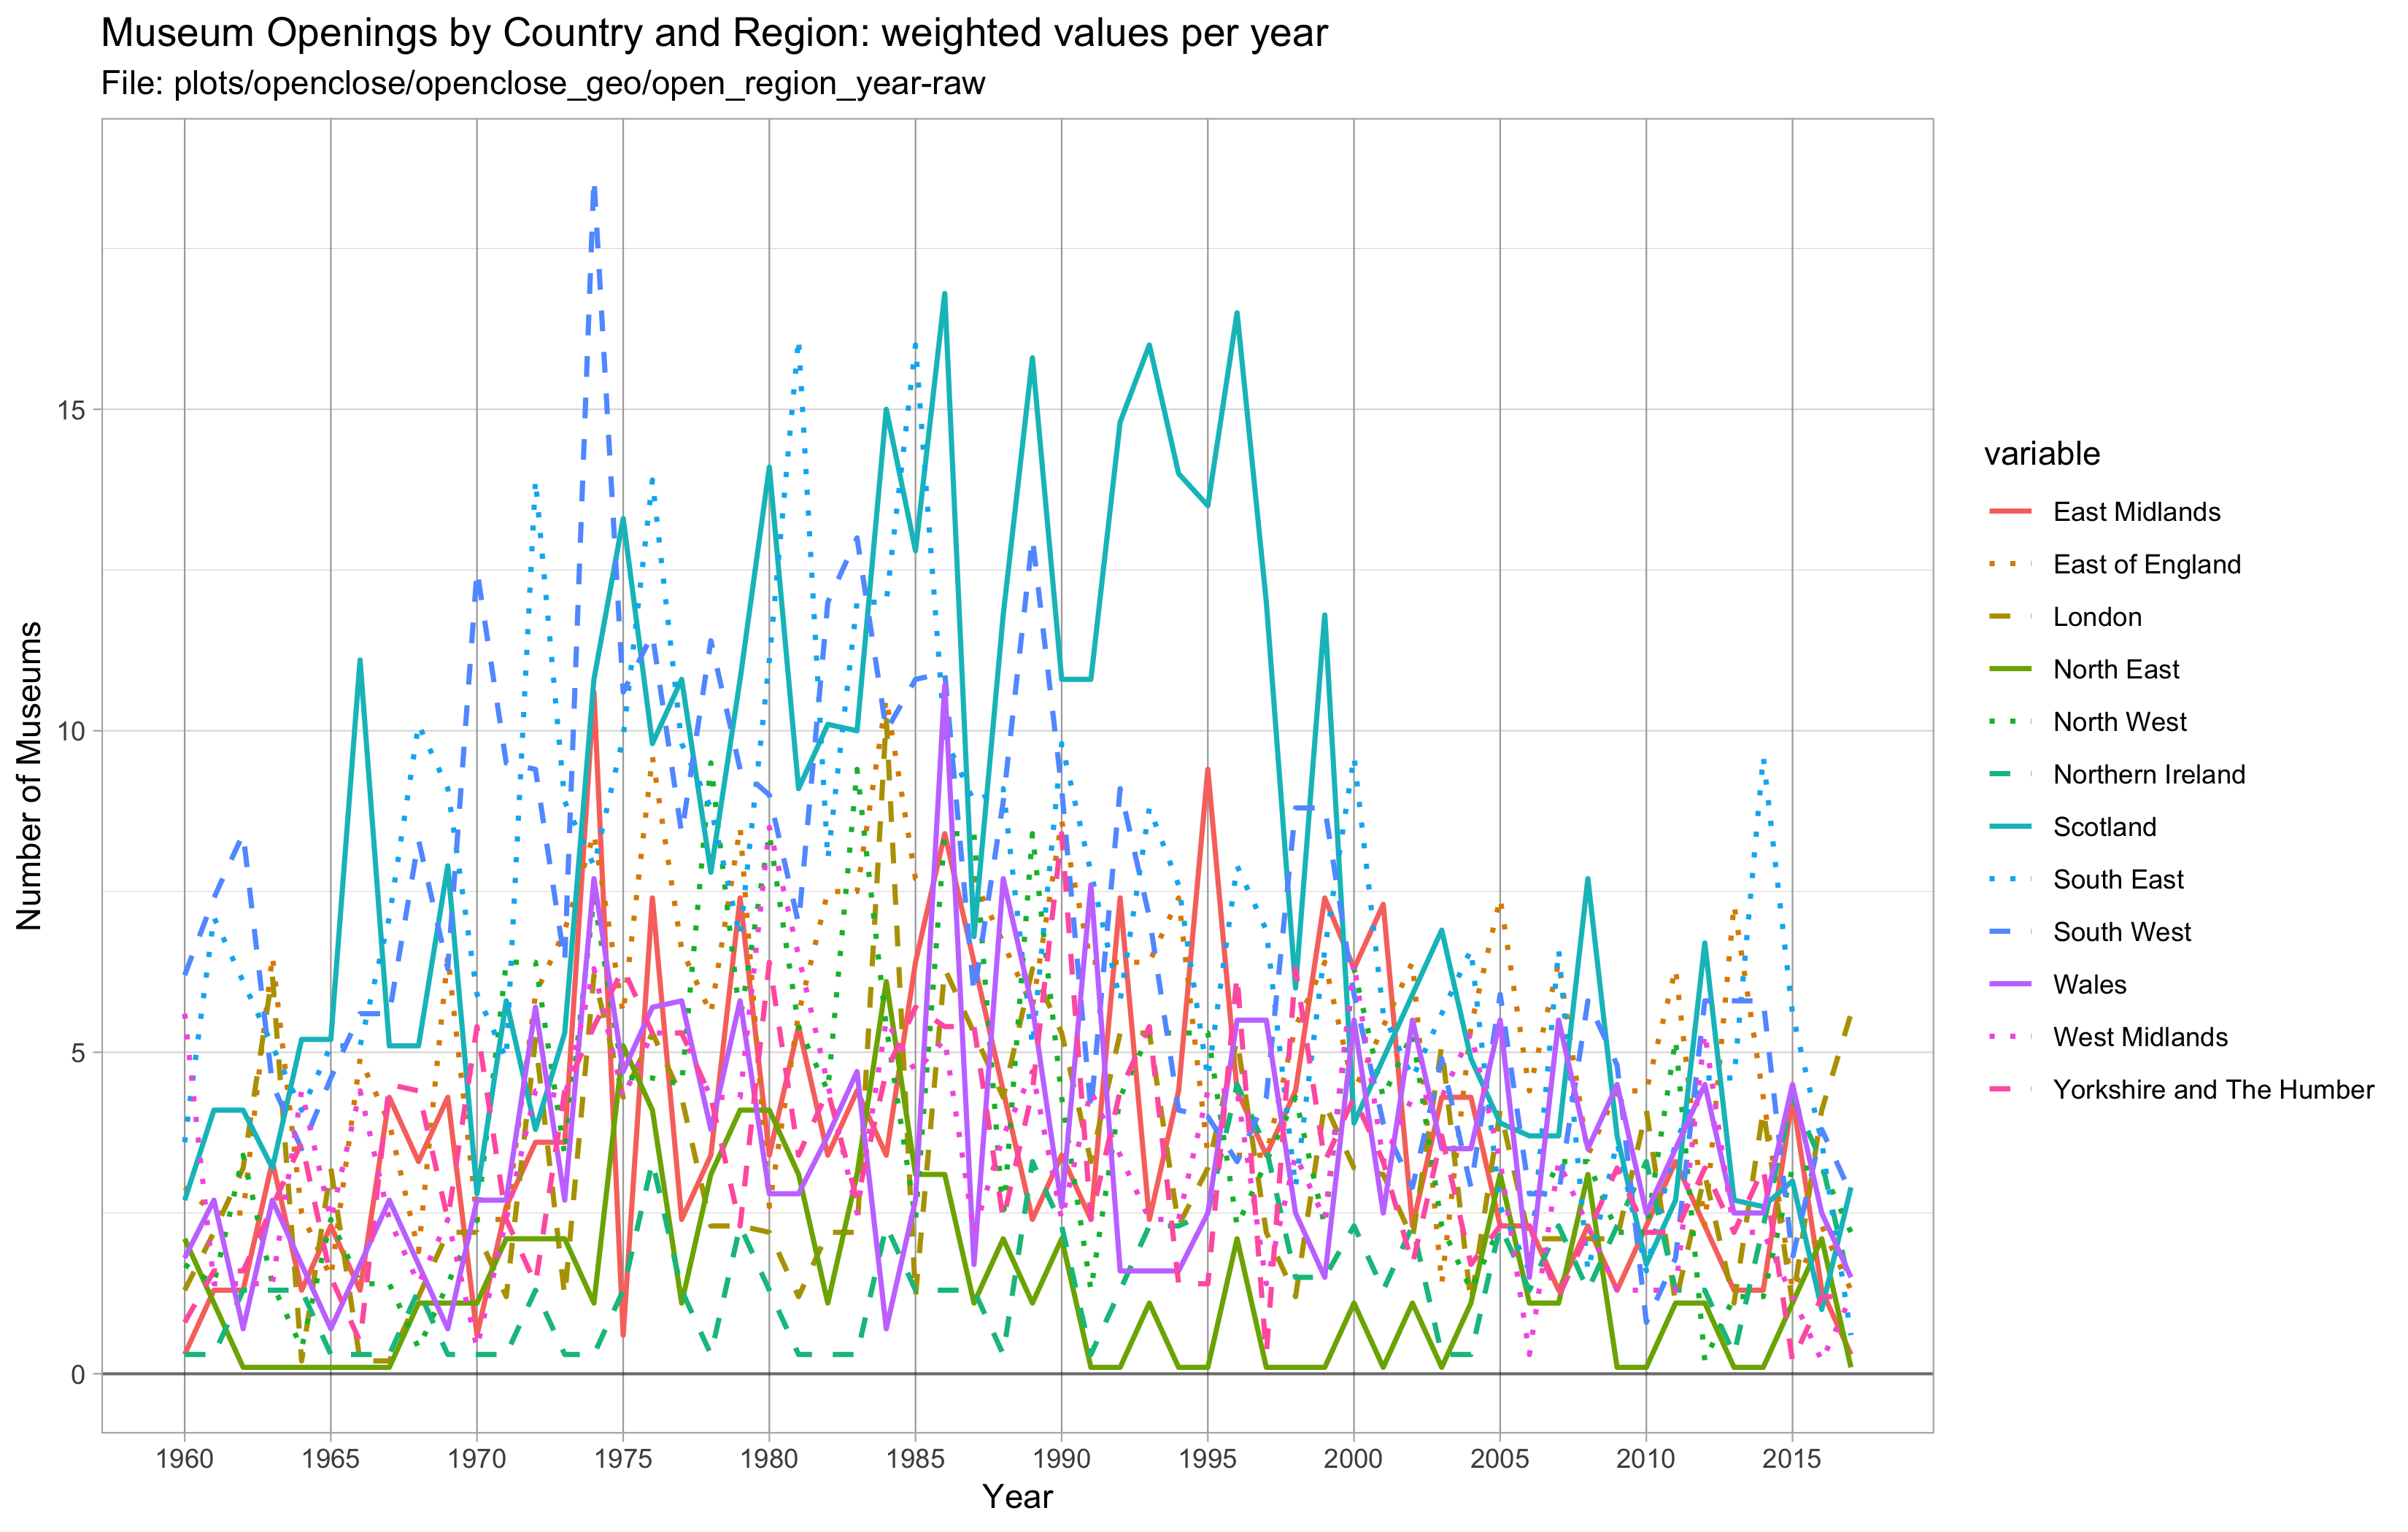 Museum Openings by Country and Region: weighted values per year
File: plots/openclose/openclose_geo/open_region_year-raw
Number of Museums
15
10
5
0
1960 1965 1970 1975 1980 1985 1990 1995 2000 2005 2010 2015
Year
variable
East Midlands
East of England
London
North East
North West
Northern Ireland
Scotland
South East
South West
Wales
West Midlands
Yorkshire and The Humber